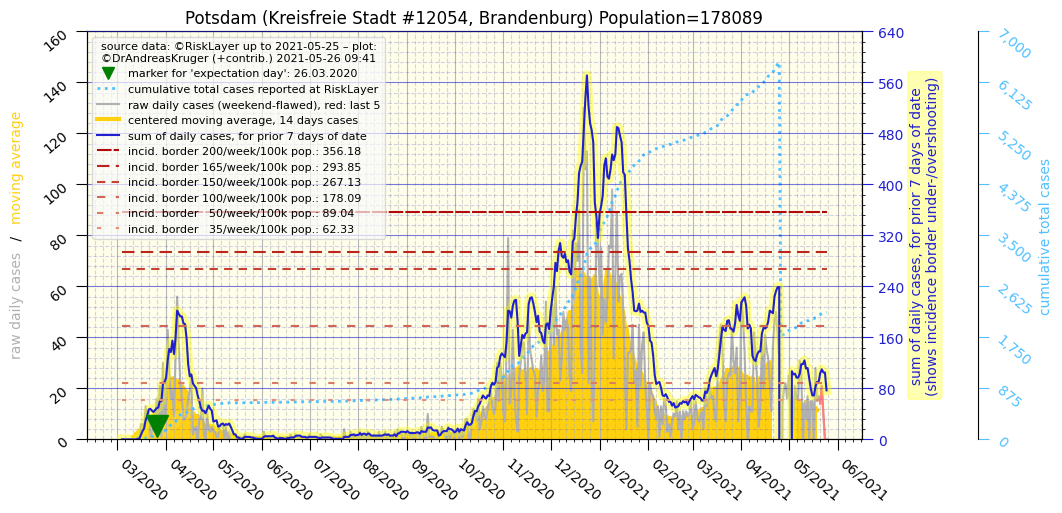 Potsdam (Kreisfreie Stadt #12054, Brandenburg) Population=178089
source data: ©RiskLayer up to 2021-05-25 – plot:
©DrAndreasKruger (+contrib.) 2021-05-26 09:41
marker for 'expectation day': 26.03.2020
cumulative total cases reported at RiskLayer
raw daily cases (weekend-flawed), red: last 5
centered moving average, 14 days cases
sum of daily cases, for prior 7 days of date
incid. border 200/week/100k pop.: 356.18
incid. border 165/week/100k pop.: 293.85
incid. border 150/week/100k pop.: 267.13
incid. border 100/week/100k pop.: 178.09
incid. border   50/week/100k pop.: 89.04
incid. border   35/week/100k pop.: 62.33
raw daily cases  /  moving average
160
140
120
100
80
60
40
20
0
03/2020
04/2020
05/2020
06/2020
07/2020
08/2020
09/2020
10/2020
11/2020
12/2020
01/2021
02/2021
03/2021
04/2021
05/2021
06/2021
640
560
480
400
320
240
160
80
0
sum of daily cases, for prior 7 days of date
(shows incidence border under-/overshooting)
7,000
6,125
5,250
4,375
3,500
2,625
1,750
875
0
cumulative total cases